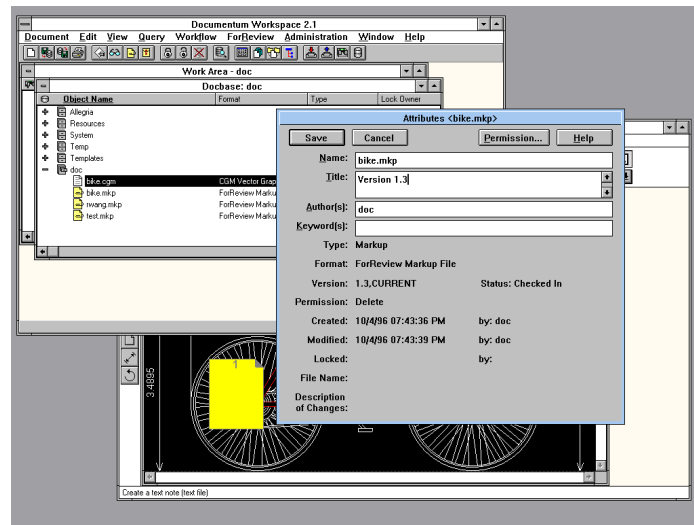 Documentum Workspace 2.1
Document Edit View Query Workflow ForReview Administration Window Help
Work Area - doc
Docbase: doc
Object Name Format Type Lock Owner
Allegria
Resources
System
Temp
Templates
doc
bike.cgm CGM Vector Grap
bike.mkp ForReview Marku
rwang.mkp ForReview Marku
test.mkp ForReview Marku
Attributes <bike.mkp>
Save Cancel Permission... Help
Name: bike.mkp
Title: Version 1.3
Author(s): doc
Keyword(s):
Type: Markup
Format: ForReview Markup File
Version: 1.3,CURRENT Status: Checked In
Permission: Delete
Created: 10/4/96 07:43:36 PM by: doc
Modified: 10/4/96 07:43:39 PM by: doc
Locked: by:
File Name:
Description
of Changes:
3.4895
1
Create a text note (text file)